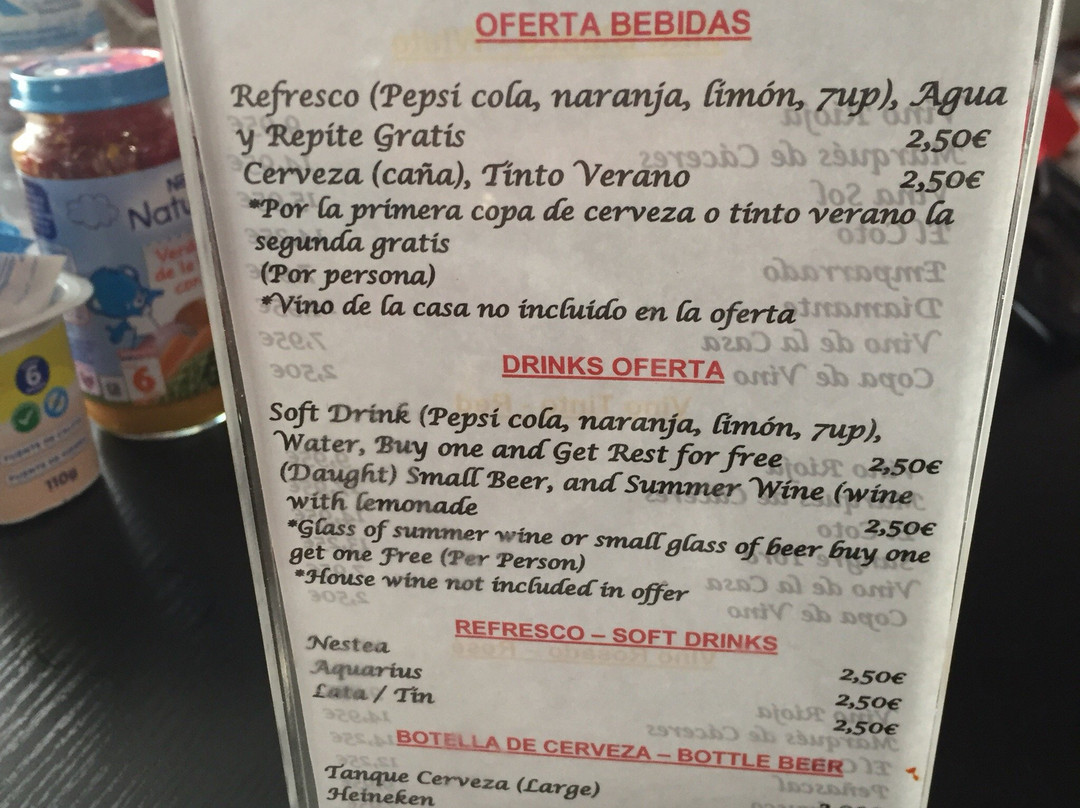 OFERTA BEBIDAS
Refresco (Pepsi cola, naranja, limón, 7up), Agua
y Repite Gratis 2,50€
Cerveza (caña), Tinto Verano 2,50€
*Por la primera copa de cerveza o tinto verano la
segunda gratis
(Por persona)
*Vino de la casa no incluido en la oferta
DRINKS OFERTA
Soft Drink (Pepsi cola, naranja, limón, 7up),
Water, Buy one and Get Rest for free 2,50€
(Daught) Small Beer, and Summer Wine (wine
with lemonade 2,50€
*Glass of summer wine or small glass of beer buy one
get one Free (Per Person)
*House wine not included in offer
REFRESCO – SOFT DRINKS
Nestea 2,50€
Aquarius 2,50€
Lata / Tin 2,50€
BOTELLA DE CERVEZA – BOTTLE BEER
Tanque Cerveza (Large)
Heineken
6
6
110g